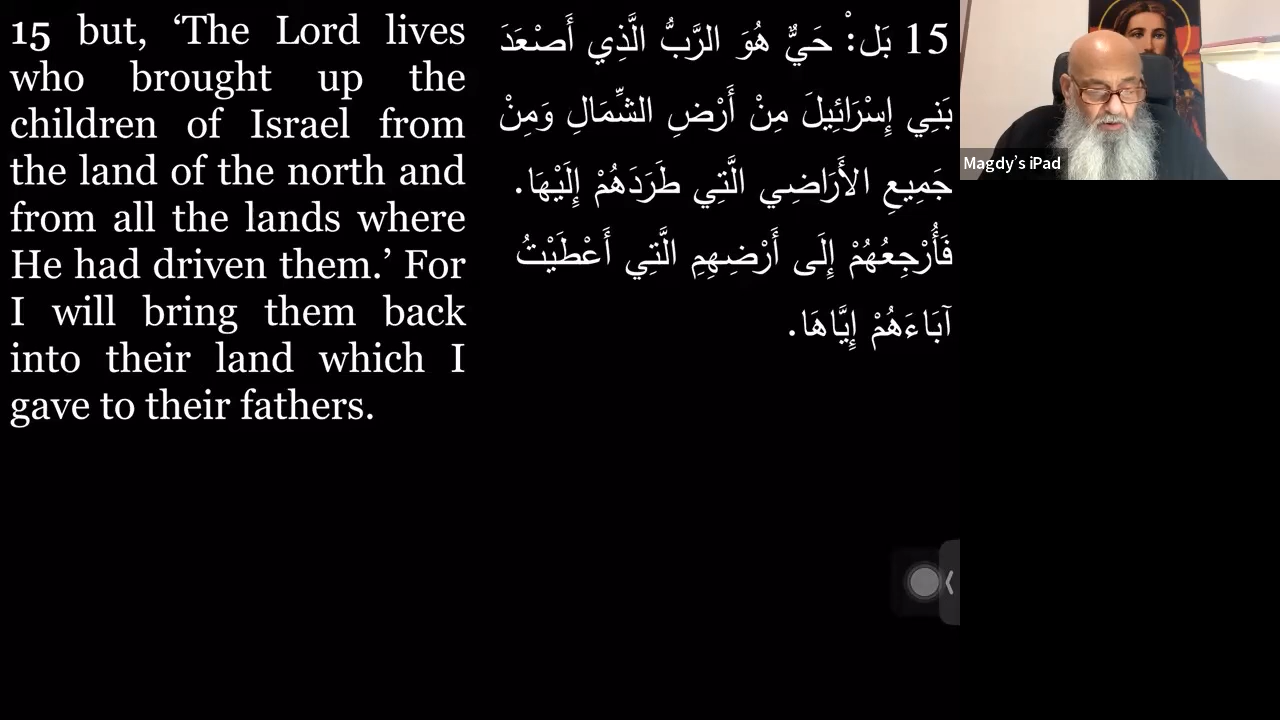 15 but, ‘The Lord lives
who brought up the
children of Israel from
the land of the north and
from all the lands where
He had driven them.’ For
I will bring them back
into their land which I
gave to their fathers.
15 بَل:ْ حَيٌّ هُوَ الرَّبُّ الَّذِي أَصْعَدَ
بَنِي إِسْرَائِيلَ مِنْ أَرْضِ الشِّمَالِ وَمِنْ
جَمِيعِ الأَرَاضِي الَّتِي طَرَدَهُمْ إِلَيْهَا.
فَأُرْجِعُهُمْ إِلَى أَرْضِهِمِ الَّتِي أَعْطَيْتُ
آبَاءَهُمْ إِيَّاهَا.
Magdy’s iPad